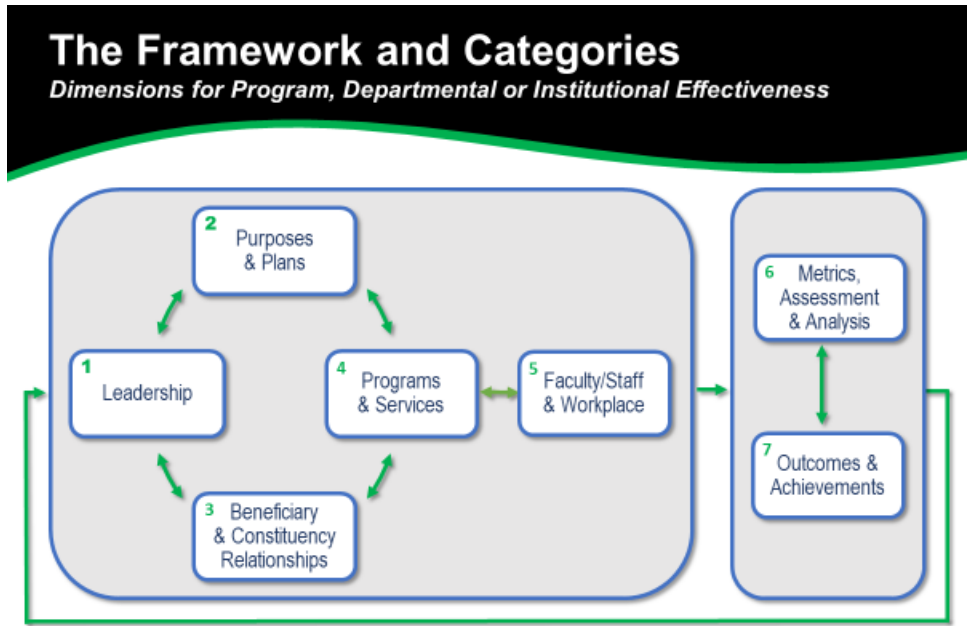 The Framework and Categories
Dimensions for Program, Departmental or Institutional Effectiveness
1
Leadership
2
Purposes
& Plans
3
Beneficiary
& Constituency
Relationships
4
Programs
& Services
5
Faculty/Staff
& Workplace
6
Metrics,
Assessment
& Analysis
7
Outcomes &
Achievements